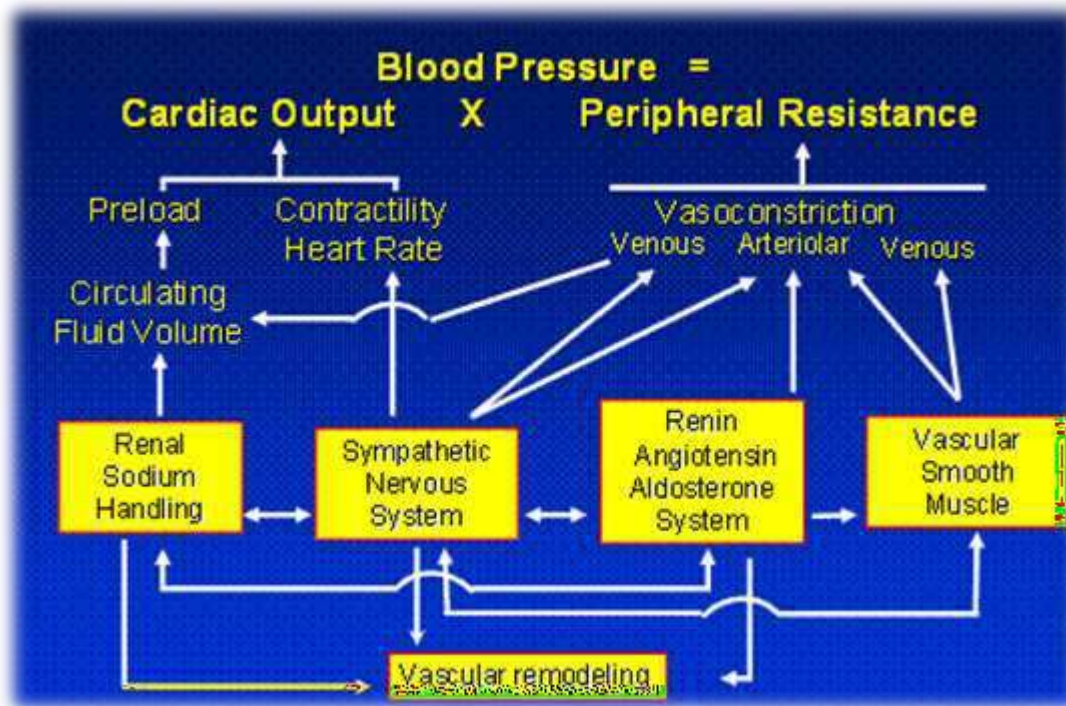 Blood Pressure =
Cardiac Output X Peripheral Resistance
Preload
Contractility
Heart Rate
Vasoconstriction
Venous Arteriolar Venous
Circulating
Fluid Volume
Renal
Sodium
Handling
Sympathetic
Nervous
System
Renin
Angiotensin
Aldosterone
System
Vascular
Smooth
Muscle
Vascular remodeling